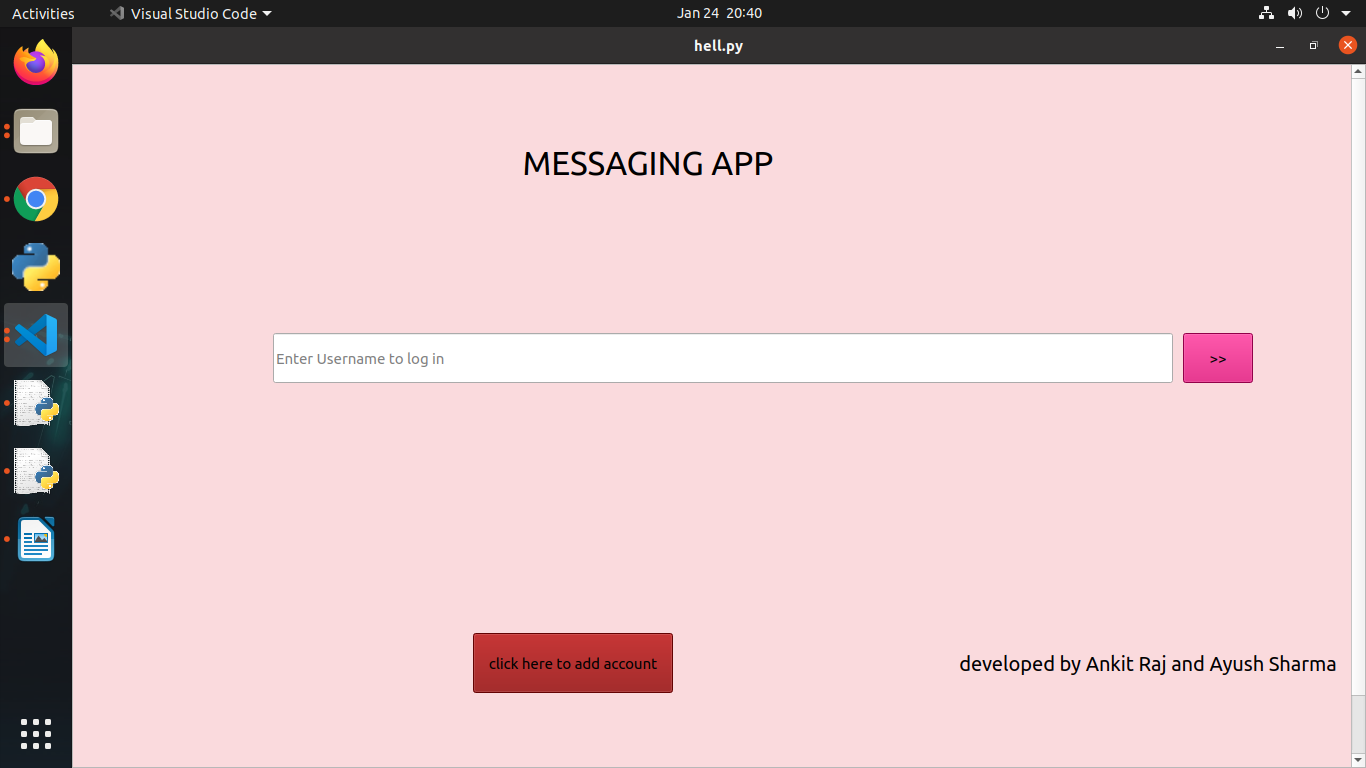 Activities
Visual Studio Code
Jan 24 20:40
hell.py
MESSAGING APP
Enter Username to log in
>>
click here to add account
developed by Ankit Raj and Ayush Sharma